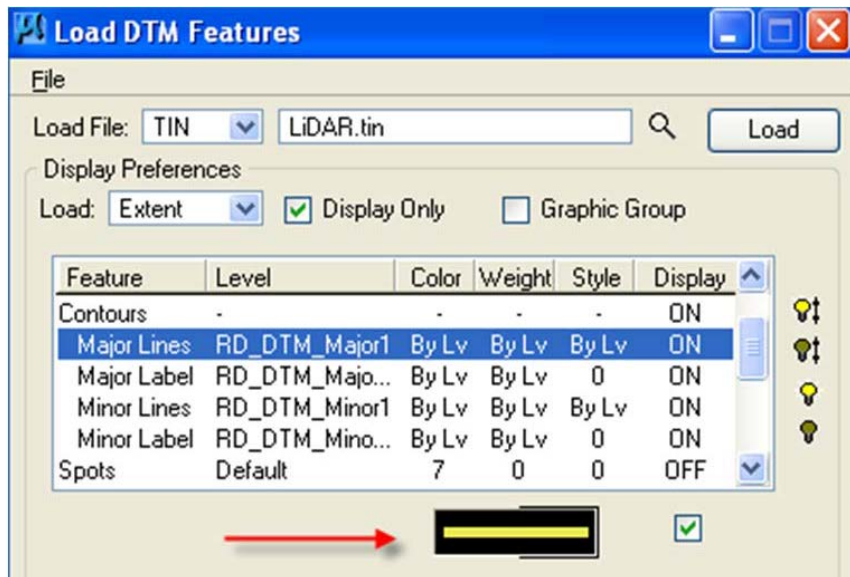 Load DTM Features
File
Load File: TIN LiDAR.tin Load
Display Preferences
Load: Extent Display Only Graphic Group
Feature Level Color Weight Style Display
Contours - - - - ON
Major Lines RD_DTM_Major1 By Lv By Lv By Lv ON
Major Label RD_DTM_Majo... By Lv By Lv 0 ON
Minor Lines RD_DTM_Minor1 By Lv By Lv By Lv ON
Minor Label RD_DTM_Mino... By Lv By Lv 0 ON
Spots Default 7 0 0 OFF